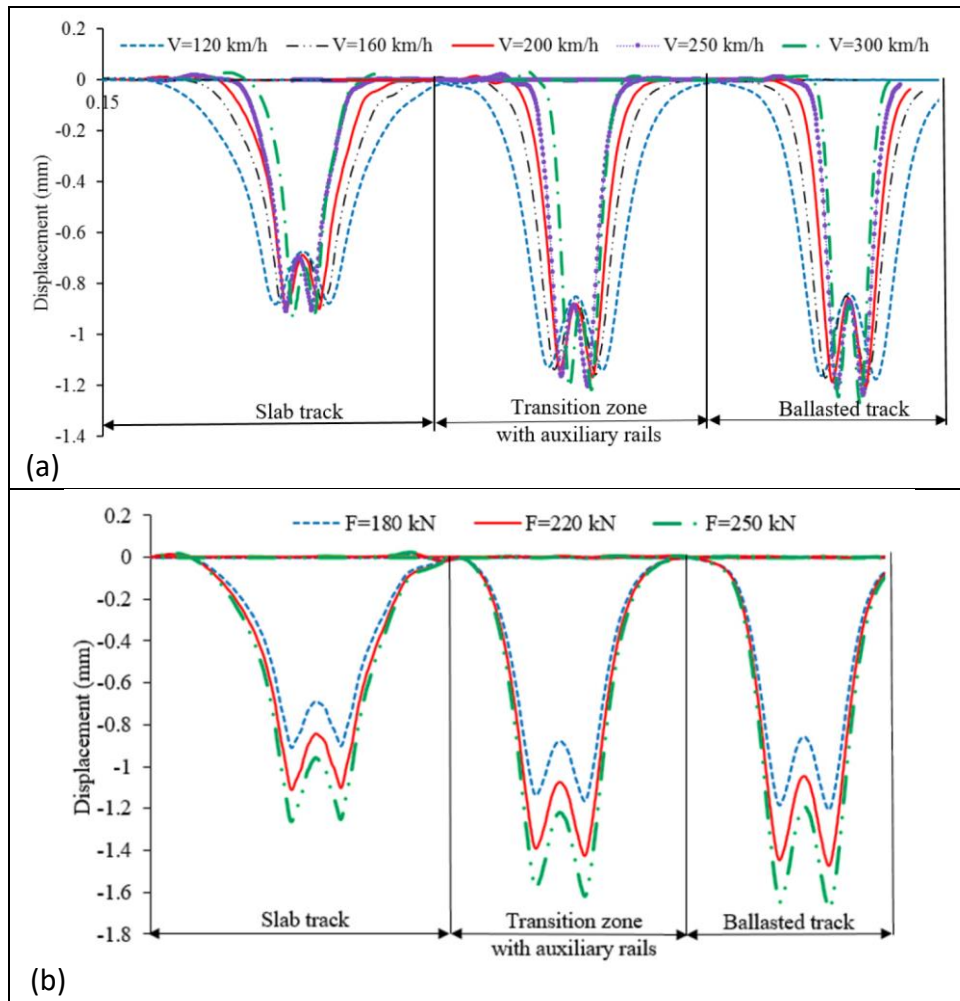 (a)
V=120 km/h V=160 km/h V=200 km/h V=250 km/h V=300 km/h
0.2
0
0.15
-0.2
-0.4
-0.6
-0.8
-1
-1.2
-1.4
Displacement (mm)
Slab track
Transition zone
with auxiliary rails
Ballasted track
(b)
F=180 kN F=220 kN F=250 kN
0.2
0
-0.2
-0.4
-0.6
-0.8
-1
-1.2
-1.4
-1.6
-1.8
Displacement (mm)
Slab track
Transition zone
with auxiliary rails
Ballasted track